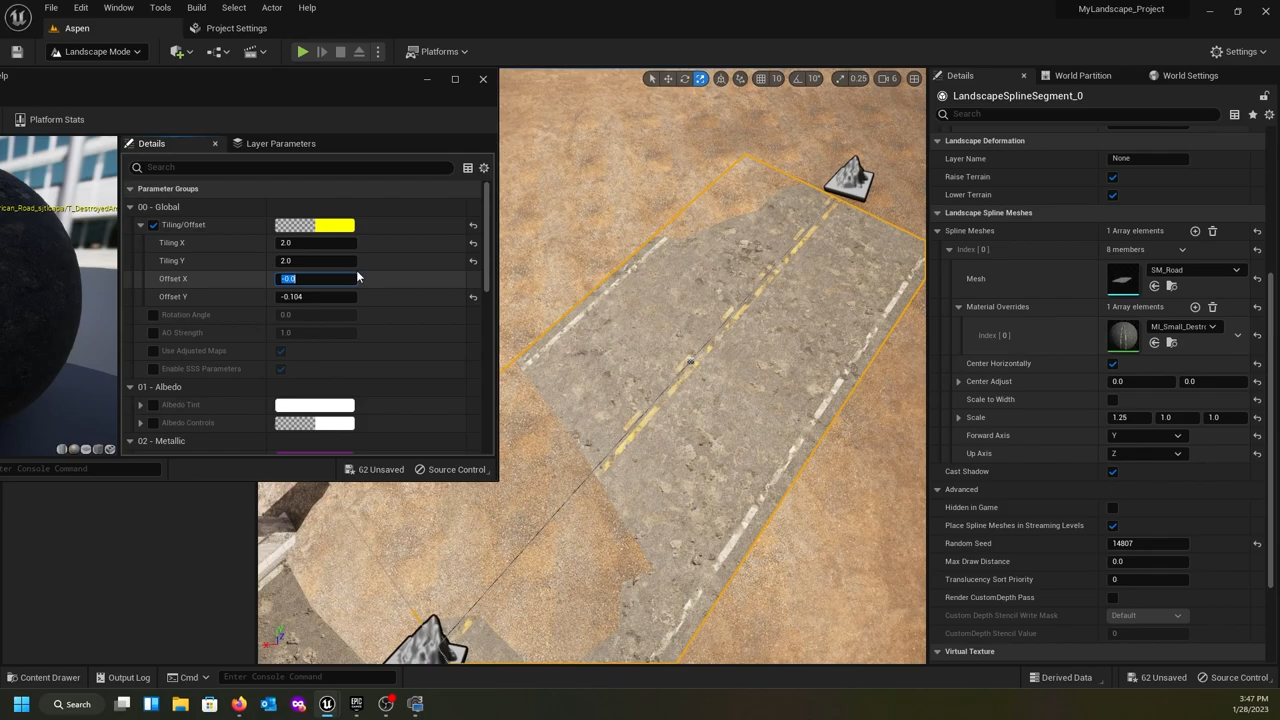 File
Edit
Window
Tools
Build
Select
Actor
Help
MyLandscape_Project
Aspen
Project Settings
Landscape Mode
Platforms
Settings
Platform Stats
Details
Layer Parameters
Search
Parameter Groups
00 - Global
Tiling/Offset
Tiling X
2.0
Tiling Y
2.0
Offset X
-0.0
Offset Y
-0.104
Rotation Angle
0.0
AO Strength
1.0
Use Adjusted Maps
Enable SSS Parameters
01 - Albedo
Albedo Tint
Albedo Controls
02 - Metallic
62 Unsaved
Source Control
10
10°
0.25
6
Details
World Partition
World Settings
LandscapeSplineSegment_0
Search
Landscape Deformation
Layer Name
None
Raise Terrain
Lower Terrain
Landscape Spline Meshes
Spline Meshes
1 Array elements
Index [ 0 ]
8 members
Mesh
SM_Road
Material Overrides
1 Array elements
Index [ 0 ]
MI_Small_Destr
Center Horizontally
Center Adjust
0.0
0.0
Scale to Width
Scale
1.25
1.0
1.0
Forward Axis
Y
Up Axis
Z
Cast Shadow
Advanced
Hidden in Game
Place Spline Meshes in Streaming Levels
Random Seed
14807
Max Draw Distance
0.0
Translucency Sort Priority
0
Render CustomDepth Pass
Custom Depth Stencil Write Mask
Default
CustomDepth Stencil Value
0
Virtual Texture
Content Drawer
Output Log
Cmd
Enter Console Command
Derived Data
62 Unsaved
Source Control
Search
3:47 PM
1/28/2023